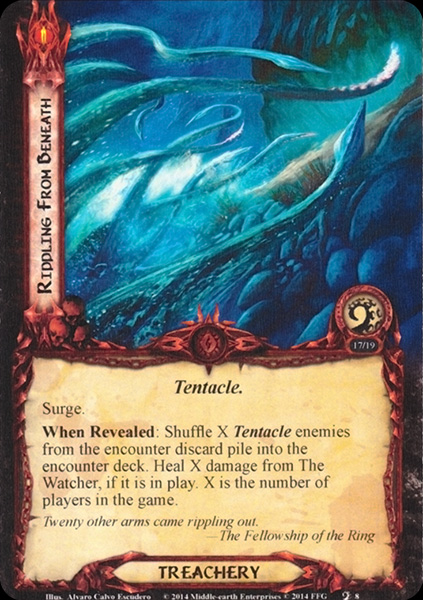 RIPPLING FROM BENEATH
17/19
Tentacle.
Surge.
When Revealed: Shuffle X Tentacle enemies
from the encounter discard pile into the
encounter deck. Heal X damage from The
Watcher, if it is in play. X is the number of
players in the game.
Twenty other arms came rippling out.
—The Fellowship of the Ring
TREACHERY
Illus. Alvaro Calvo Escudero © 2014 Middle-earth Enterprises © 2014 FFG 8